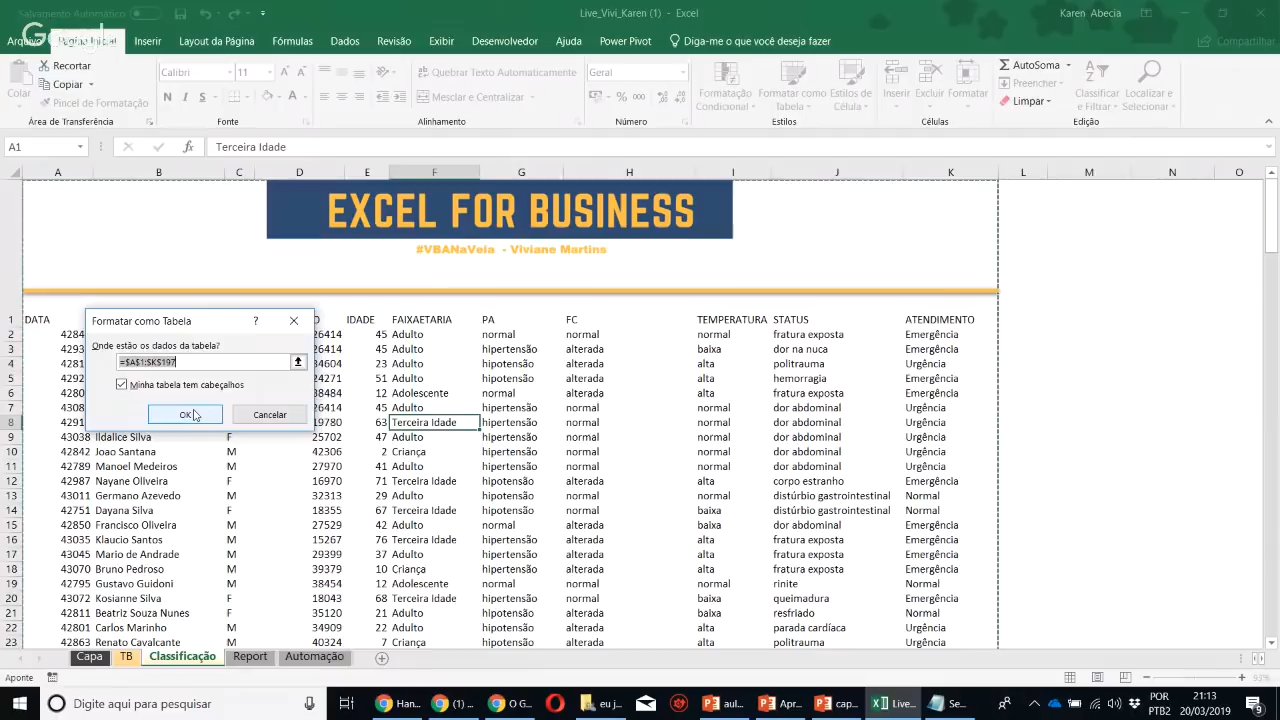 Salvamento Automático
Live_Vivi_Karen (1) - Excel
Karen Abecia
Google
Arquivo Página Inicial Inserir Layout da Página Fórmulas Dados Revisão Exibir Desenvolvedor Ajuda Power Pivot Diga-me o que você deseja fazer Compartilhar
Colar
Recortar
Copiar
Pincel de Formatação
Área de Transferência
Calibri 11
N I S
Fonte
Quebrar Texto Automaticamente
Mesclar e Centralizar
Alinhamento
Geral
% 000
Número
Formatação Condicional
Formatar como Tabela
Estilos de Célula
Estilos
Inserir Excluir Formatar
Células
AutoSoma
Preencher
Limpar
Classificar e Filtrar
Localizar e Selecionar
Edição
A1 fx Terceira Idade
A B C D E F G H I J K L M N O
EXCEL FOR BUSINESS
#VBANaVeia - Viviane Martins
1 DATA IDADE FAIXAETARIA PA FC TEMPERATURA STATUS ATENDIMENTO
2 4284 26414 45 Adulto normal normal normal fratura exposta Emergência
3 4293 26414 45 Adulto hipertensão alterada baixa dor na nuca Emergência
4 4281 34604 23 Adulto hipertensão alterada alta politrauma Urgência
5 4292 24271 51 Adulto hipertensão alterada alta hemorragia Emergência
6 4280 38484 12 Adolescente normal alterada alta fratura exposta Emergência
7 4308 26414 45 Adulto hipertensão normal normal dor abdominal Urgência
8 4291 19780 63 Terceira Idade hipertensão normal normal dor abdominal Urgência
9 43038 Ildalice Silva F 25702 47 Adulto hipertensão normal normal dor abdominal Urgência
10 42842 Joao Santana M 42306 2 Criança hipertensão alterada normal dor abdominal Urgência
11 42789 Manoel Medeiros M 27970 41 Adulto hipertensão normal normal dor abdominal Urgência
12 42987 Nayane Oliveira F 16970 71 Terceira Idade hipotensão normal alta corpo estranho Emergência
13 43011 Germano Azevedo M 32313 29 Adulto hipotensão normal normal distúrbio gastrointestinal Normal
14 42751 Dayana Silva F 18355 67 Terceira Idade hipotensão normal baixa distúrbio gastrointestinal Normal
15 42850 Francisco Oliveira M 27529 42 Adulto normal alterada baixa dor abdominal Emergência
16 43035 Klaucio Santos M 15267 76 Terceira Idade hipotensão alterada alta fratura exposta Emergência
17 43045 Mario de Andrade M 29399 37 Adulto hipertensão alterada alta fratura exposta Emergência
18 43070 Bruno Pedroso M 39379 10 Criança hipertensão alterada alta fratura exposta Emergência
19 42795 Gustavo Guidoni M 38454 12 Adolescente normal normal normal rinite Normal
20 43072 Kosianne Silva F 18043 68 Terceira Idade hipertensão alterada baixa queimadura Emergência
21 42811 Beatriz Souza Nunes F 35120 21 Adulto hipotensão alterada baixa resfriado Normal
22 42801 Carlos Marinho M 34909 22 Adulto hipotensão alterada alta parada cardíaca Urgência
23 42863 Renato Cavalcante M 40324 7 Criança hipertensão alterada alta politrauma Urgência
Formatar como Tabela ?
Onde estão os dados da tabela?
=$A$1:$K$197
Minha tabela tem cabeçalhos
OK Cancelar
Capa TB Classificação Report Automação
Aponte
Digite aqui para pesquisar
Han...
(1) ...
O G...
eu j...
aul...
Apr...
cap...
Live...
Se...
POR
PTB2
21:13
20/03/2019